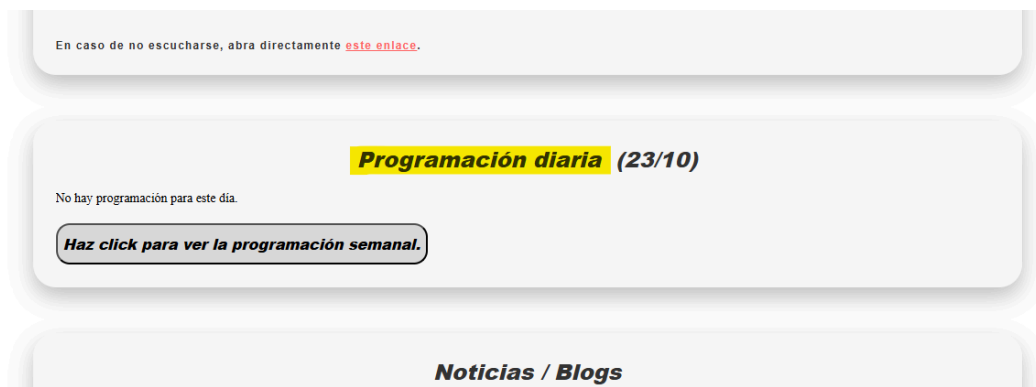 En caso de no escucharse, abra directamente este enlace.
Programación diaria (23/10)
No hay programación para este día.
Haz click para ver la programación semanal.
Noticias / Blogs